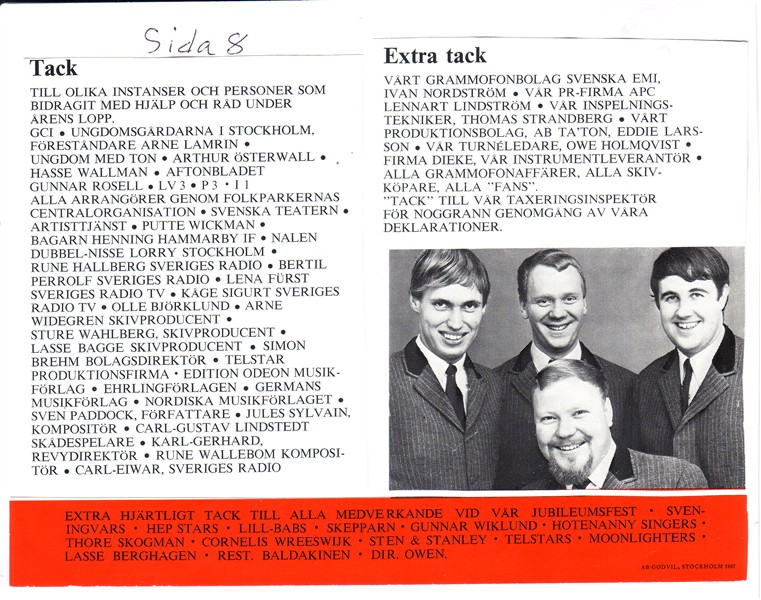 Sida 8
Tack
TILL OLIKA INSTANSER OCH PERSONER SOM
BIDRAGIT MED HJÄLP OCH RÅD UNDER
ÅRENS LOPP.
GCI • UNGDOMSGÅRDARNA I STOCKHOLM,
FÖRESTÅNDARE ARNE LAMRIN •
UNGDOM MED TON • ARTHUR ÖSTERWALL •
HASSE WALLMAN • AFTONBLADET
GUNNAR ROSELL • LV 3 • P 3 • I 1
ALLA ARRANGÖRER GENOM FOLKPARKERNAS
CENTRALORGANISATION • SVENSKA TEATERN •
ARTISTTJÄNST • PUTTE WICKMAN •
BAGARN HENNING HAMMARBY IF • NALEN
DUBBEL-NISSE LORRY STOCKHOLM •
RUNE HALLBERG SVERIGES RADIO • BERTIL
PERROLF SVERIGES RADIO • LENA FÜRST
SVERIGES RADIO TV • KÅGE SIGURT SVERIGES
RADIO TV • OLLE BJÖRKLUND • ARNE
WIDEGREN SKIVPRODUCENT •
STURE WAHLBERG, SKIVPRODUCENT •
LASSE BAGGE SKIVPRODUCENT • SIMON
BREHM BOLAGSDIREKTÖR • TELSTAR
PRODUKTIONSFIRMA • EDITION ODEON MUSIK-
FÖRLAG • EHRLINGFÖRLAGEN • GERMANS
MUSIKFÖRLAG • NORDISKA MUSIKFÖRLAGET •
SVEN PADDOCK, FÖRFATTARE • JULES SYLVAIN,
KOMPOSITÖR • CARL-GUSTAV LINDSTEDT
SKÅDESPELARE • KARL-GERHARD,
REVYDIREKTÖR • RUNE WALLEBOM KOMPOSI-
TÖR • CARL-EIWAR, SVERIGES RADIO
Extra tack
VÅRT GRAMMOFONBOLAG SVENSKA EMI,
IVAN NORDSTRÖM • VÅR PR-FIRMA APC
LENNART LINDSTRÖM • VÅR INSPELNINGS-
TEKNIKER, THOMAS STRANDBERG • VÅRT
PRODUKTIONSBOLAG, AB TA'TON, EDDIE LARS-
SON • VÅR TURNÉLEDARE, OWE HOLMQVIST •
FIRMA DIEKE, VÅR INSTRUMENTLEVERANTÖR •
ALLA GRAMMOFONAFFÄRER, ALLA SKIV-
KÖPARE, ALLA "FANS".
"TACK" TILL VÅR TAXERINGSINSPEKTÖR
FÖR NOGGRANN GENOMGÅNG AV VÅRA
DEKLARATIONER.
EXTRA HJÄRTLIGT TACK TILL ALLA MEDVERKANDE VID VÅR JUBILEUMSFEST • SVEN-
INGVARS • HEP STARS • LILL-BABS • SKEPPARN • GUNNAR WIKLUND • HOTENANNY SINGERS •
THORE SKOGMAN • CORNELIS WREESWIJK • STEN & STANLEY • TELSTARS • MOONLIGHTERS •
LASSE BERGHAGEN • REST. BALDAKINEN • DIR. OWEN.
AB GODVIL, STOCKHOLM 1967